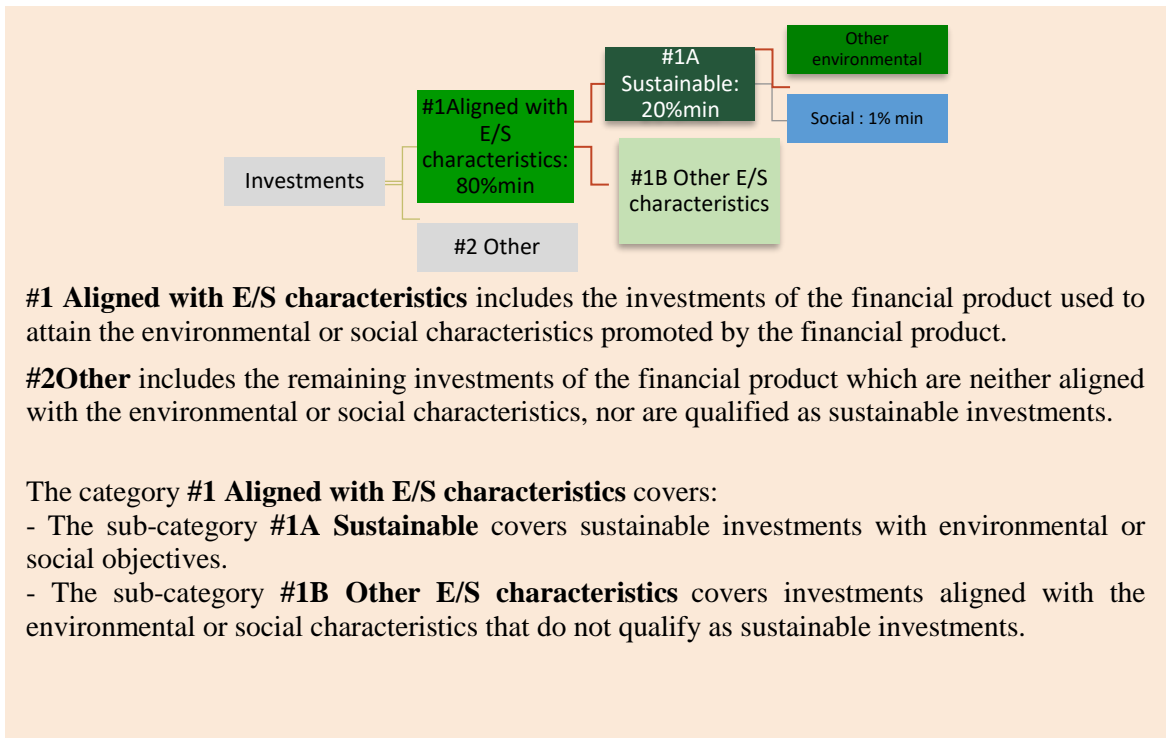 Other
environmental
#1A
Sustainable:
20%min
Social : 1% min
#1Aligned with
E/S
characteristics:
80%min
Investments
#1B Other E/S
characteristics
#2 Other
#1 Aligned with E/S characteristics includes the investments of the financial product used to
attain the environmental or social characteristics promoted by the financial product.
#2Other includes the remaining investments of the financial product which are neither aligned
with the environmental or social characteristics, nor are qualified as sustainable investments.
The category #1 Aligned with E/S characteristics covers:
- The sub-category #1A Sustainable covers sustainable investments with environmental or
social objectives.
- The sub-category #1B Other E/S characteristics covers investments aligned with the
environmental or social characteristics that do not qualify as sustainable investments.